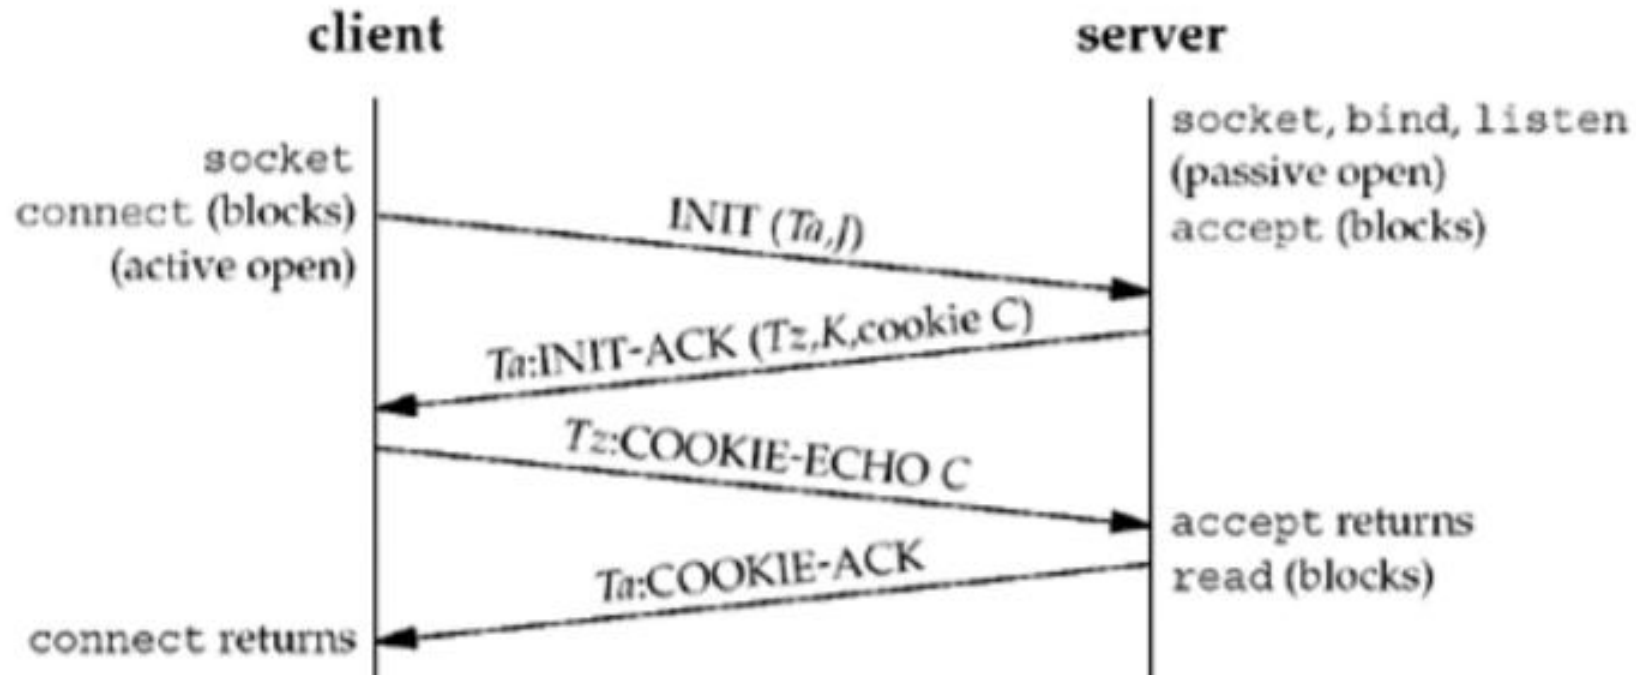 client
server
socket
connect (blocks)
(active open)
socket, bind, listen
(passive open)
accept (blocks)
INIT (Ta,J)
Ta:INIT-ACK (Tz,K,cookie C)
Tz:COOKIE-ECHO C
accept returns
read (blocks)
Ta:COOKIE-ACK
connect returns